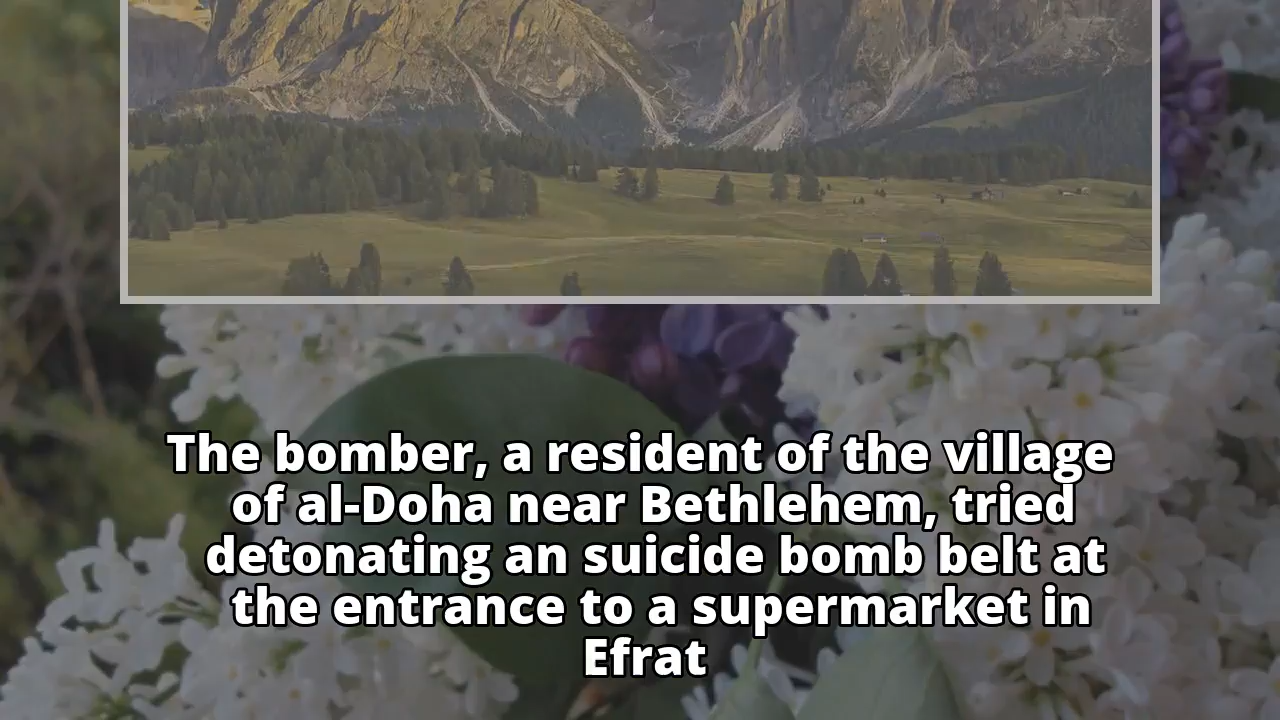 The bomber, a resident of the village
of al-Doha near Bethlehem, tried
detonating an suicide bomb belt at
the entrance to a supermarket in
Efrat